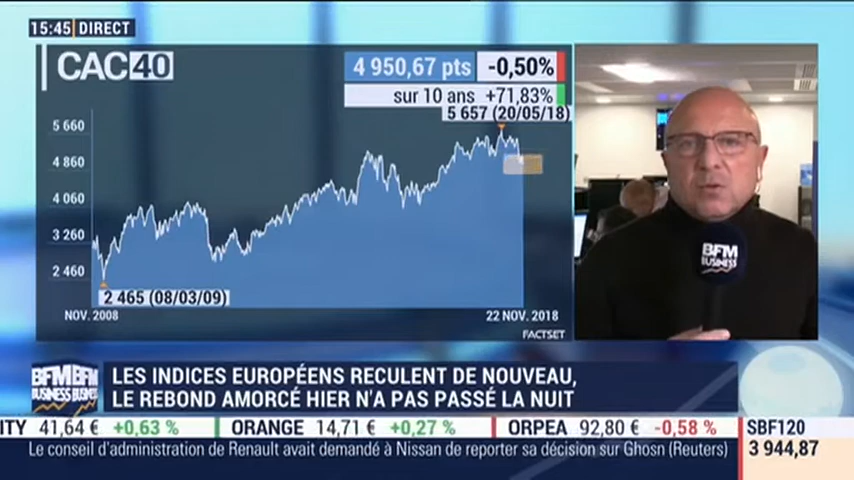 15:45 DIRECT
CAC40
4 950,67 pts -0,50%
sur 10 ans +71,83%
5 657 (20/05/18)
5 660
4 860
4 060
3 260
2 460
2 465 (08/03/09)
NOV. 2008
22 NOV. 2018
FACTSET
BFM
BUSINESS
BFM BFM
BUSINESS BUSINESS
LES INDICES EUROPÉENS RECULENT DE NOUVEAU,
LE REBOND AMORCÉ HIER N'A PAS PASSÉ LA NUIT
ITY 41,64 € +0,63 % ORANGE 14,71 € +0,27 % ORPEA 92,80 € -0,58 % SBF120
Le conseil d'administration de Renault avait demandé à Nissan de reporter sa décision sur Ghosn (Reuters) 3 944,87